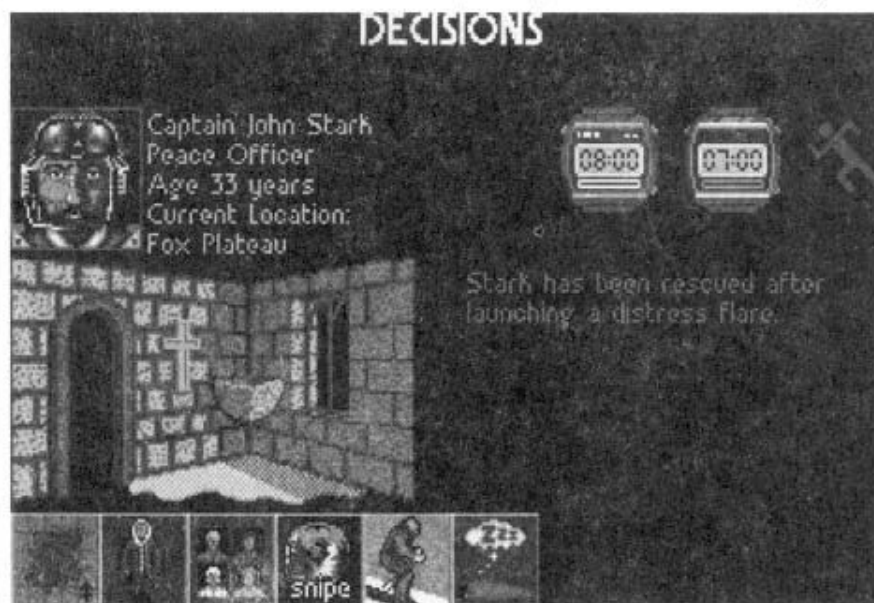 DECISIONS
Captain John Stark
Peace Officer
Age 33 years
Current Location:
Fox Plateau
08:00
07:00
Stark has been rescued after
launching a distress flare.
snipe
Zzz